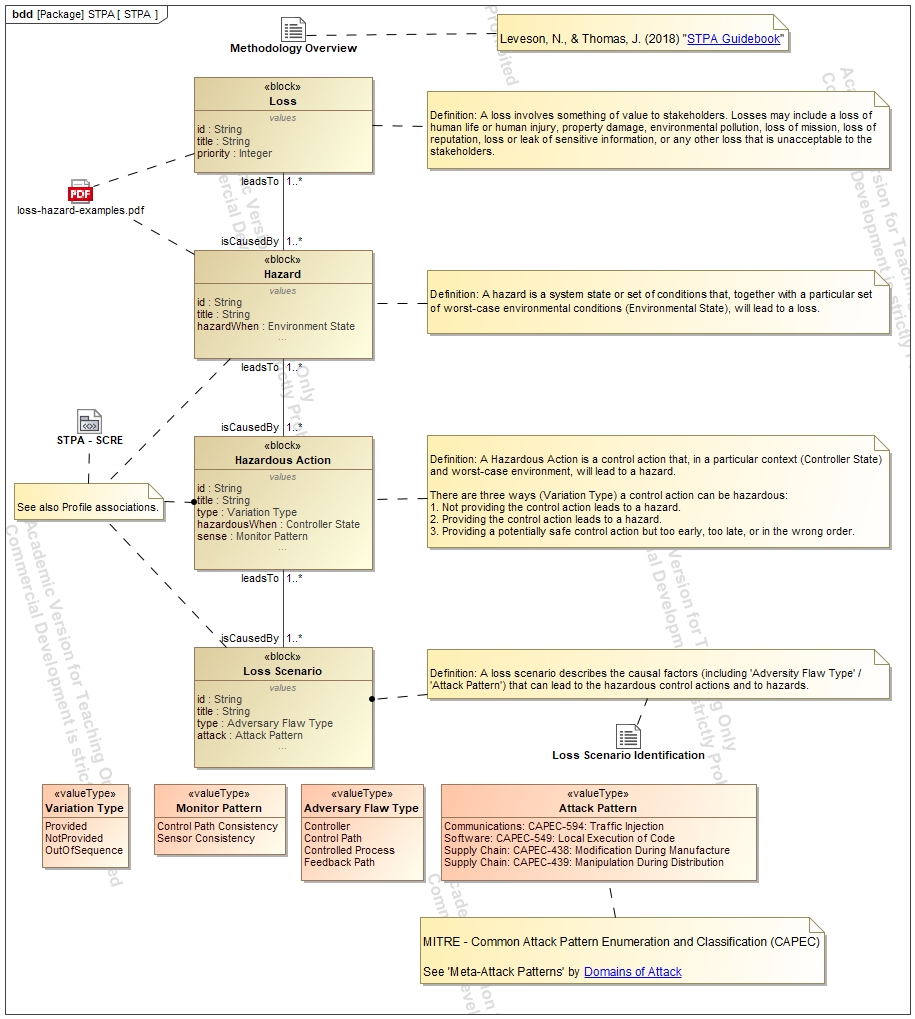 bdd [Package] STPA [ STPA ]
Methodology Overview
Leveson, N., & Thomas, J. (2018) "STPA Guidebook"
«block»
Loss
values
id : String
title : String
priority : Integer
Definition: A loss involves something of value to stakeholders. Losses may include a loss of
human life or human injury, property damage, environmental pollution, loss of mission, loss of
reputation, loss or leak of sensitive information, or any other loss that is unacceptable to the
stakeholders.
loss-hazard-examples.pdf
PDF
leadsTo 1..*
isCausedBy 1..*
«block»
Hazard
values
id : String
title : String
hazardWhen : Environment State
...
Definition: A hazard is a system state or set of conditions that, together with a particular set
of worst-case environmental conditions (Environmental State), will lead to a loss.
leadsTo 1..*
isCausedBy 1..*
STPA - SCRE
See also Profile associations.
«block»
Hazardous Action
values
id : String
title : String
type : Variation Type
hazardousWhen : Controller State
sense : Monitor Pattern
...
Definition: A Hazardous Action is a control action that, in a particular context (Controller State)
and worst-case environment, will lead to a hazard.
There are three ways (Variation Type) a control action can be hazardous:
1. Not providing the control action leads to a hazard.
2. Providing the control action leads to a hazard.
3. Providing a potentially safe control action but too early, too late, or in the wrong order.
leadsTo 1..*
isCausedBy 1..*
«block»
Loss Scenario
values
id : String
title : String
type : Adversary Flaw Type
attack : Attack Pattern
...
Definition: A loss scenario describes the causal factors (including 'Adversity Flaw Type' /
'Attack Pattern') that can lead to the hazardous control actions and to hazards.
Loss Scenario Identification
«valueType»
Variation Type
Provided
NotProvided
OutOfSequence
«valueType»
Monitor Pattern
Control Path Consistency
Sensor Consistency
«valueType»
Adversary Flaw Type
Controller
Control Path
Controlled Process
Feedback Path
«valueType»
Attack Pattern
Communications: CAPEC-594: Traffic Injection
Software: CAPEC-549: Local Execution of Code
Supply Chain: CAPEC-438: Modification During Manufacture
Supply Chain: CAPEC-439: Manipulation During Distribution
MITRE - Common Attack Pattern Enumeration and Classification (CAPEC)
See 'Meta-Attack Patterns' by Domains of Attack
Academic Version for Teaching
Commercial Development is